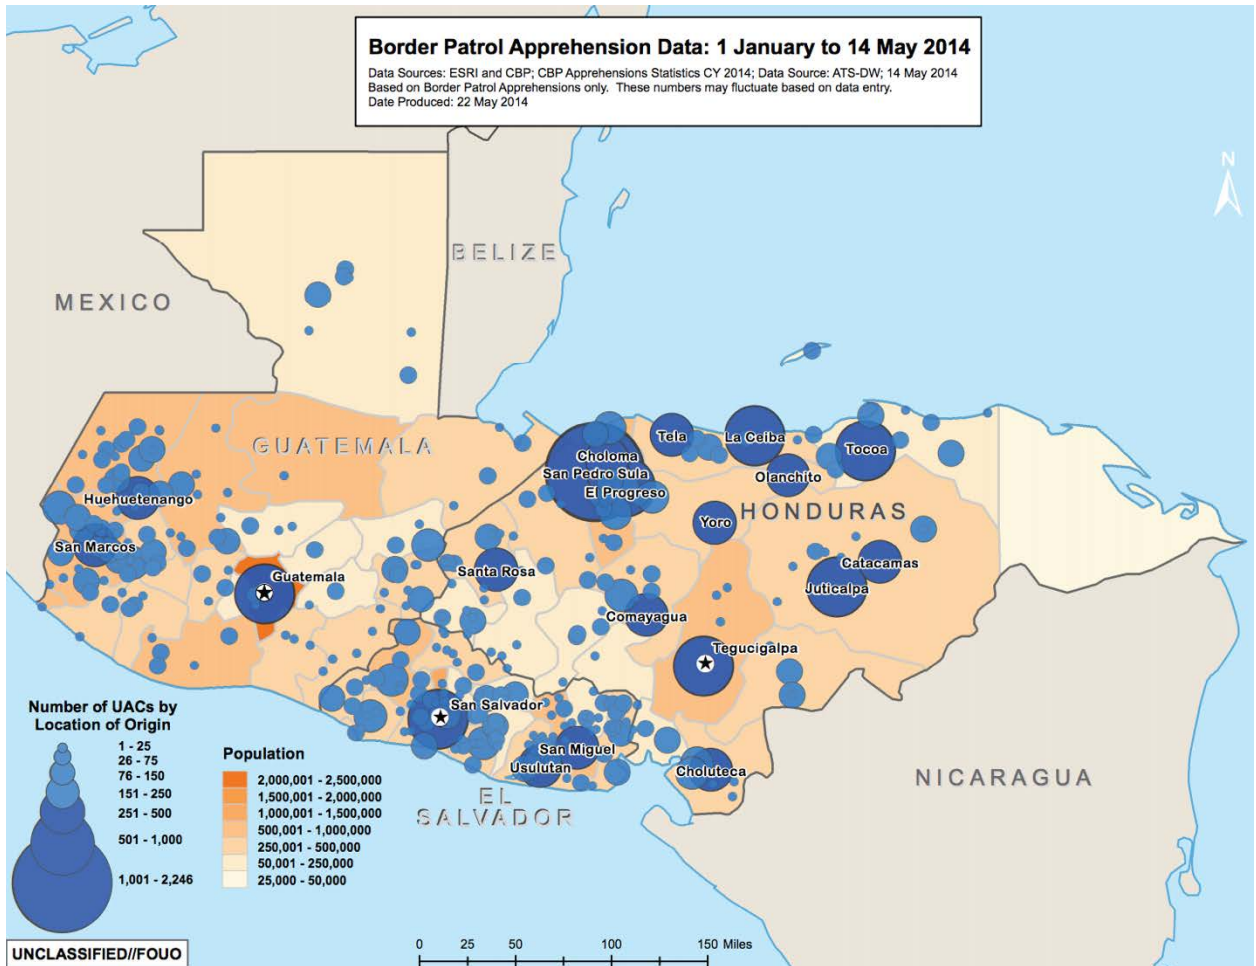 Border Patrol Apprehension Data: 1 January to 14 May 2014
Data Sources: ESRI and CBP; CBP Apprehensions Statistics CY 2014; Data Source: ATS-DW; 14 May 2014
Based on Border Patrol Apprehensions only. These numbers may fluctuate based on data entry.
Date Produced: 22 May 2014
N
BELIZE
MEXICO
GUATEMALA
Tela
La Ceiba
Choloma
Tocoa
San Pedro Sula
Olanchito
El Progreso
Huehuetenango
Yoro
HONDURAS
San Marcos
Catacamas
Santa Rosa
Guatemala
Juticalpa
Comayagua
Tegucigalpa
San Salvador
San Miguel
Usulutan
Choluteca
NICARAGUA
EL
SALVADOR
Number of UACs by
Location of Origin
1 - 25
26 - 75
76 - 150
151 - 250
251 - 500
501 - 1,000
1,001 - 2,246
Population
2,000,001 - 2,500,000
1,500,001 - 2,000,000
1,000,001 - 1,500,000
500,001 - 1,000,000
250,001 - 500,000
50,001 - 250,000
25,000 - 50,000
UNCLASSIFIED//FOUO
0 25 50 100 150 Miles